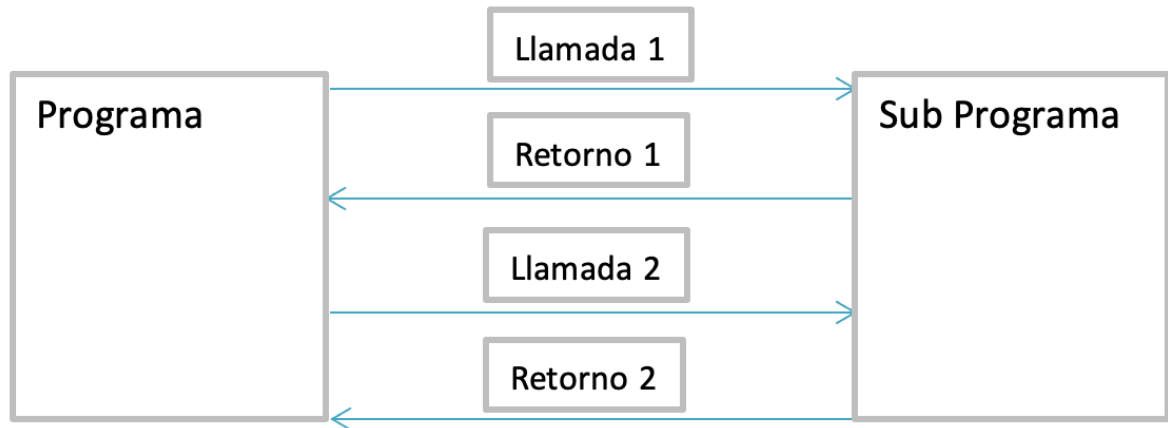 Programa
Llamada 1
Retorno 1
Llamada 2
Retorno 2
Sub Programa